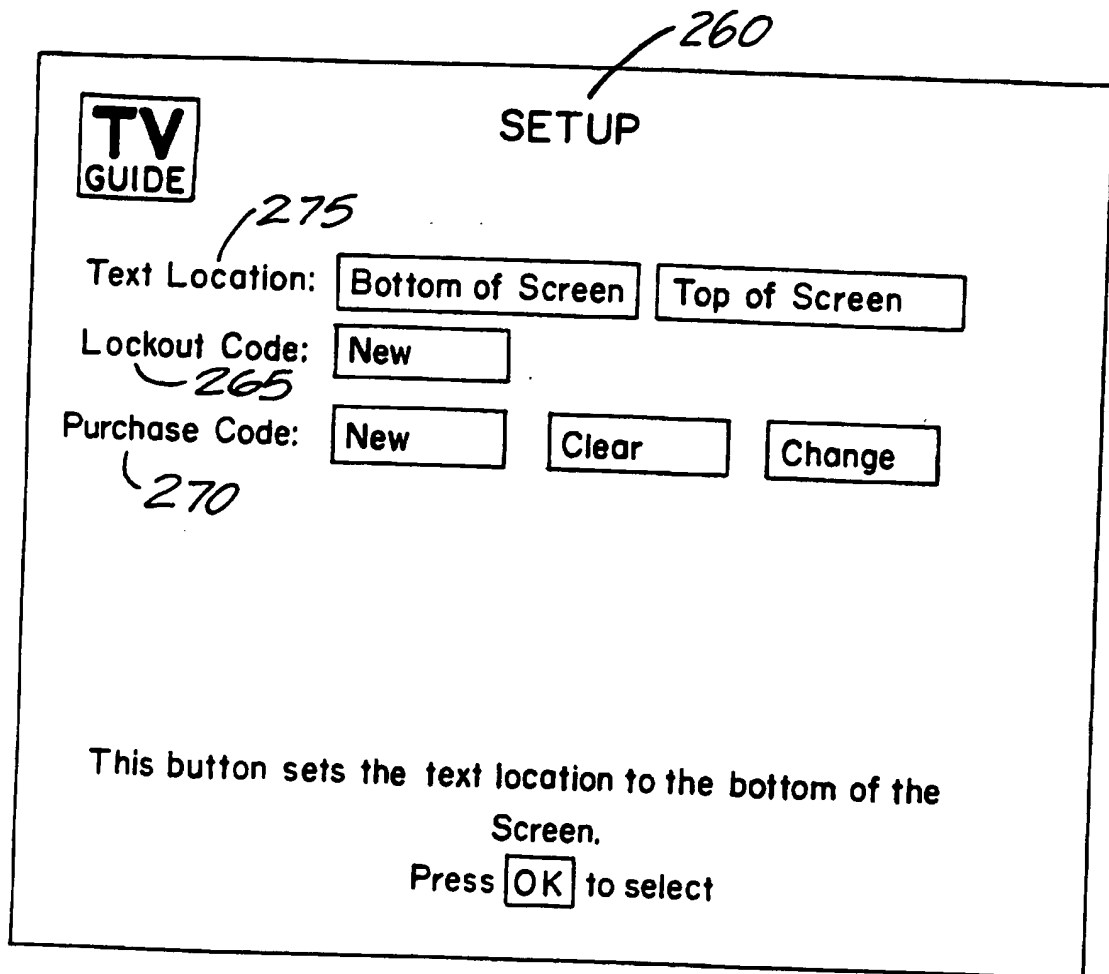 260
TV
GUIDE
SETUP
275
Text Location: Bottom of Screen Top of Screen
Lockout Code: New
265
Purchase Code: New Clear Change
270
This button sets the text location to the bottom of the
Screen.
Press OK to select